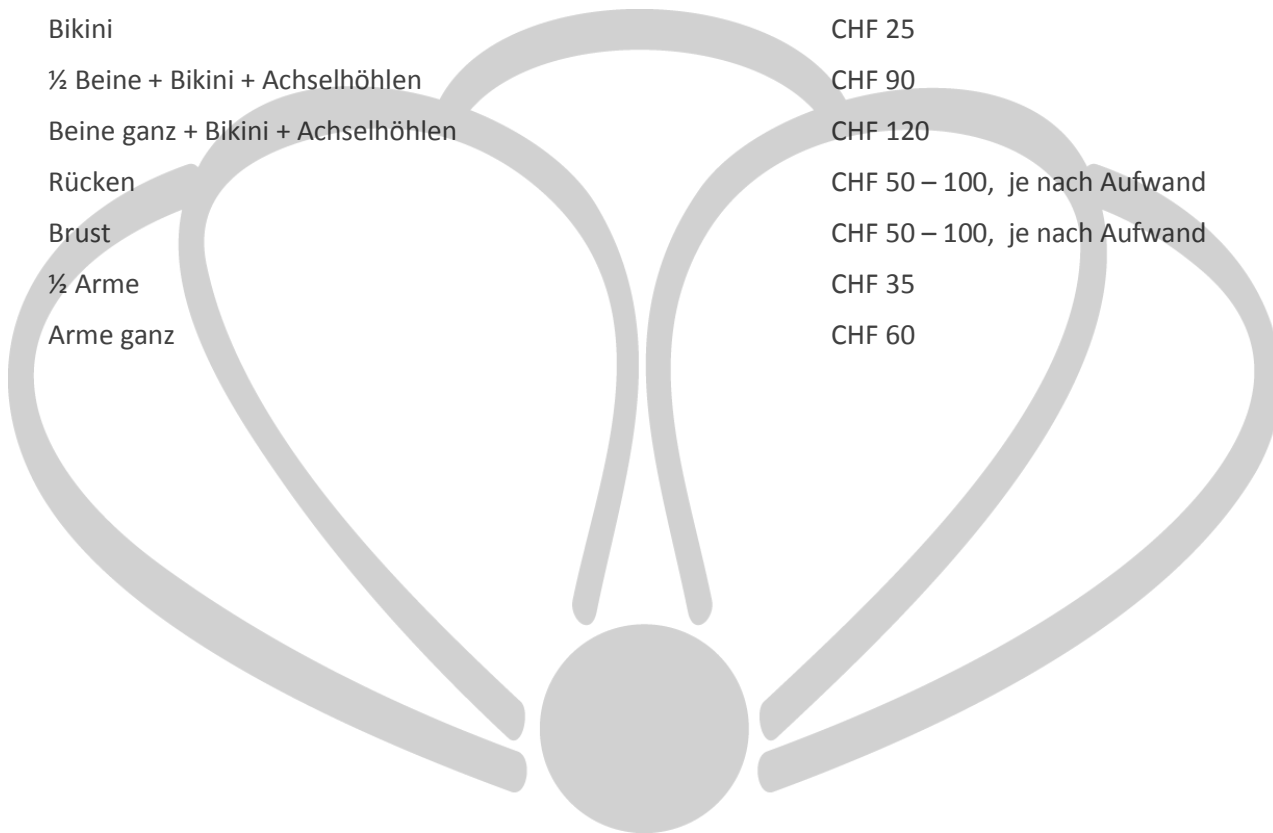 Bikini CHF 25
½ Beine + Bikini + Achselhöhlen CHF 90
Beine ganz + Bikini + Achselhöhlen CHF 120
Rücken CHF 50 – 100, je nach Aufwand
Brust CHF 50 – 100, je nach Aufwand
½ Arme CHF 35
Arme ganz CHF 60